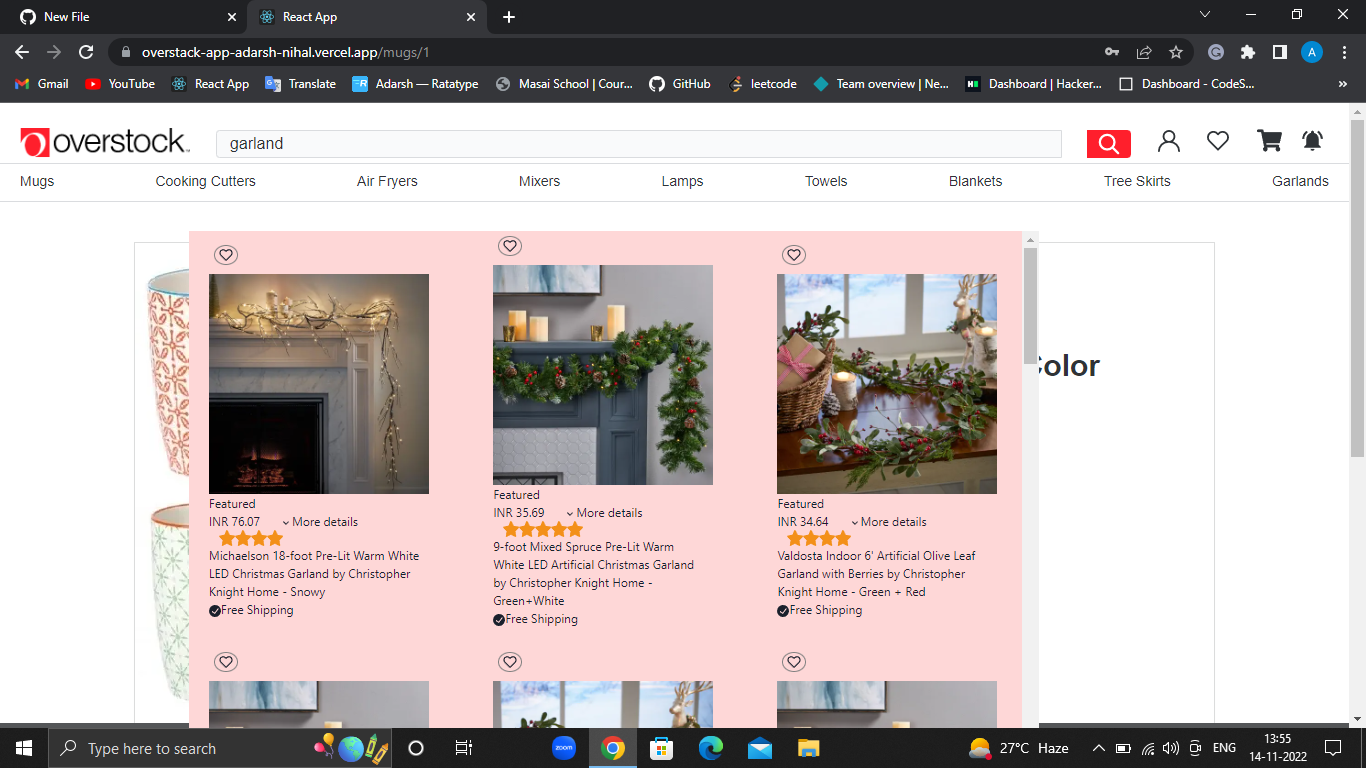 New File
React App
overstack-app-adarsh-nihal.vercel.app/mugs/1
A
Gmail
YouTube
React App
Translate
Adarsh — Ratatype
Masai School | Cour...
GitHub
leetcode
Team overview | Ne...
Dashboard | Hacker...
Dashboard - CodeS...
»
overstock™
garland
Mugs
Cooking Cutters
Air Fryers
Mixers
Lamps
Towels
Blankets
Tree Skirts
Garlands
Color
Featured
INR 76.07 More details
Michaelson 18-foot Pre-Lit Warm White
LED Christmas Garland by Christopher
Knight Home - Snowy
Free Shipping
Featured
INR 35.69 More details
9-foot Mixed Spruce Pre-Lit Warm
White LED Artificial Christmas Garland
by Christopher Knight Home -
Green+White
Free Shipping
Featured
INR 34.64 More details
Valdosta Indoor 6' Artificial Olive Leaf
Garland with Berries by Christopher
Knight Home - Green + Red
Free Shipping
Type here to search
zoom
27°C Haze
ENG
13:55
14-11-2022